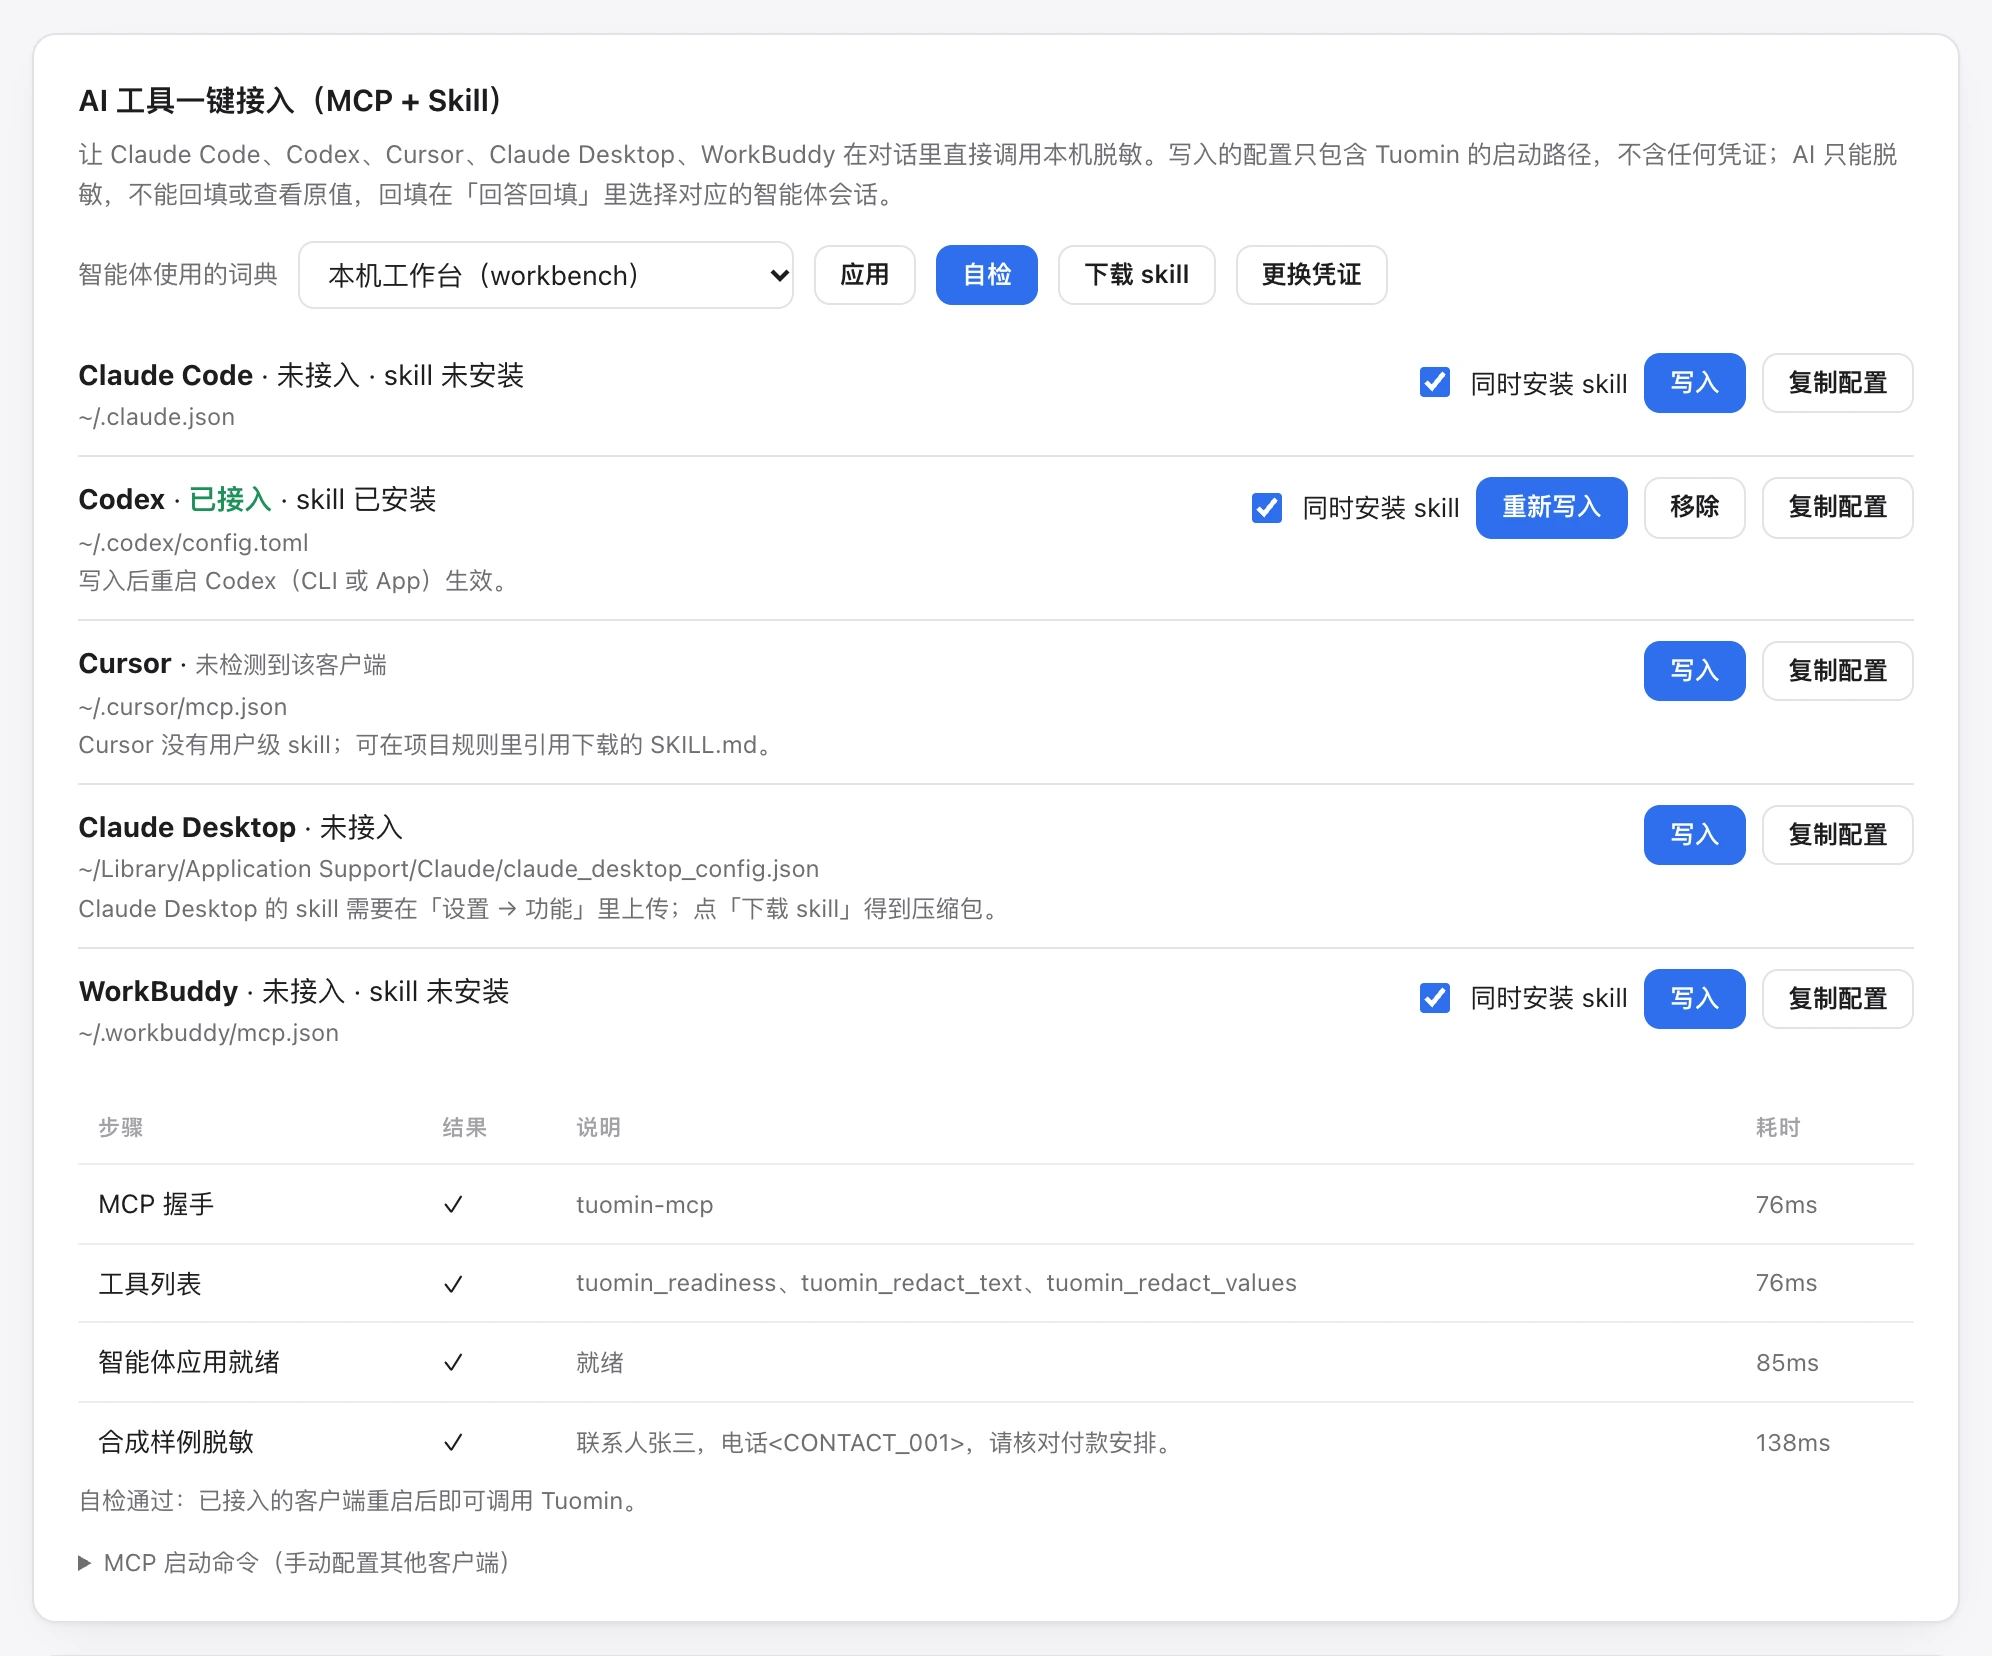 AI 工具一键接入（MCP + Skill）
让 Claude Code、Codex、Cursor、Claude Desktop、WorkBuddy 在对话里直接调用本机脱敏。写入的配置只包含 Tuomin 的启动路径，不含任何凭证；AI 只能脱
敏，不能回填或查看原值，回填在「回答回填」里选择对应的智能体会话。
智能体使用的词典 本机工作台（workbench） 应用 自检 下载 skill 更换凭证
Claude Code · 未接入 · skill 未安装 同时安装 skill 写入 复制配置
~/.claude.json
Codex · 已接入 · skill 已安装 同时安装 skill 重新写入 移除 复制配置
~/.codex/config.toml
写入后重启 Codex（CLI 或 App）生效。
Cursor · 未检测到该客户端 写入 复制配置
~/.cursor/mcp.json
Cursor 没有用户级 skill；可在项目规则里引用下载的 SKILL.md。
Claude Desktop · 未接入 写入 复制配置
~/Library/Application Support/Claude/claude_desktop_config.json
Claude Desktop 的 skill 需要在「设置 → 功能」里上传；点「下载 skill」得到压缩包。
WorkBuddy · 未接入 · skill 未安装 同时安装 skill 写入 复制配置
~/.workbuddy/mcp.json
步骤 结果 说明 耗时
MCP 握手 ✓ tuomin-mcp 76ms
工具列表 ✓ tuomin_readiness、tuomin_redact_text、tuomin_redact_values 76ms
智能体应用就绪 ✓ 就绪 85ms
合成样例脱敏 ✓ 联系人张三，电话<CONTACT_001>，请核对付款安排。 138ms
自检通过：已接入的客户端重启后即可调用 Tuomin。
▶ MCP 启动命令（手动配置其他客户端）